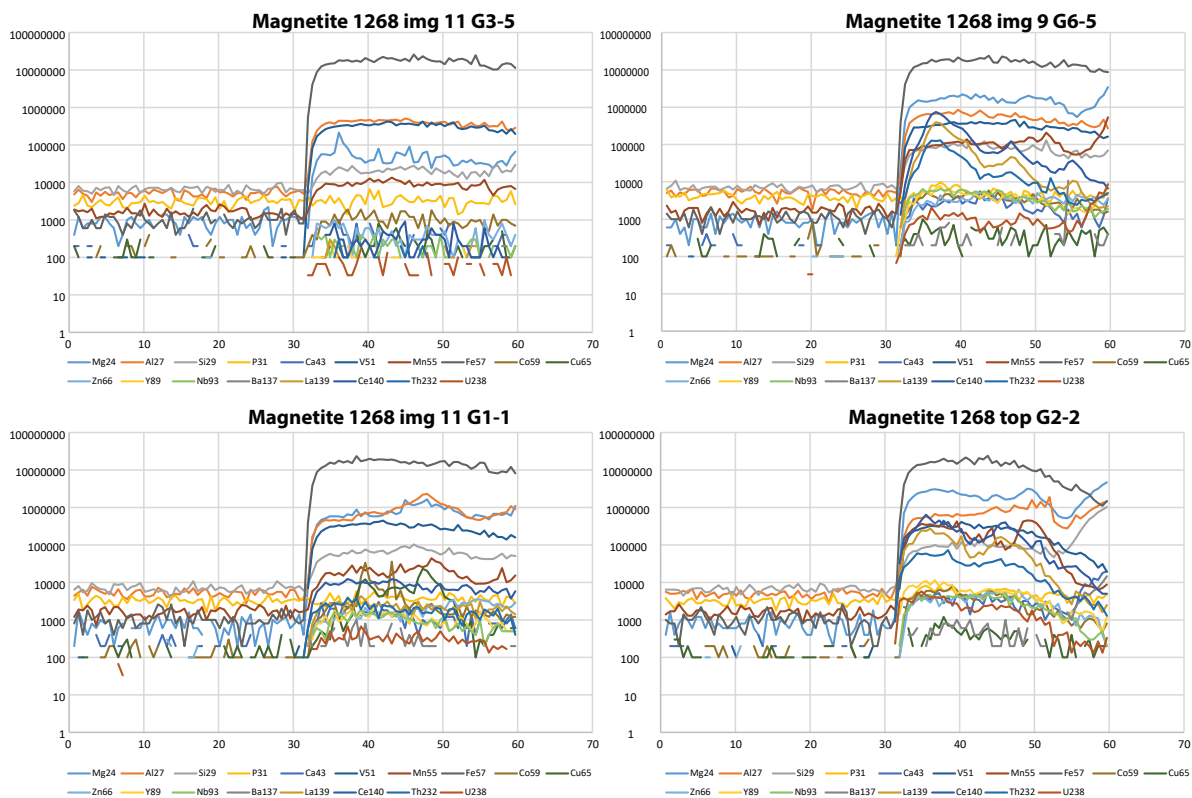 Magnetite 1268 img 11 G3-5
100000000
10000000
1000000
100000
10000
1000
100
10
1
0 10 20 30 40 50 60 70
Mg24 Al27 Si29 P31 Ca43 V51 Mn55 Fe57 Co59 Cu65
Zn66 Y89 Nb93 Ba137 La139 Ce140 Th232 U238
Magnetite 1268 img 9 G6-5
100000000
10000000
1000000
100000
10000
1000
100
10
1
0 10 20 30 40 50 60 70
Mg24 Al27 Si29 P31 Ca43 V51 Mn55 Fe57 Co59 Cu65
Zn66 Y89 Nb93 Ba137 La139 Ce140 Th232 U238
Magnetite 1268 img 11 G1-1
100000000
10000000
1000000
100000
10000
1000
100
10
1
0 10 20 30 40 50 60 70
Mg24 Al27 Si29 P31 Ca43 V51 Mn55 Fe57 Co59 Cu65
Zn66 Y89 Nb93 Ba137 La139 Ce140 Th232 U238
Magnetite 1268 top G2-2
100000000
10000000
1000000
100000
10000
1000
100
10
1
0 10 20 30 40 50 60 70
Mg24 Al27 Si29 P31 Ca43 V51 Mn55 Fe57 Co59 Cu65
Zn66 Y89 Nb93 Ba137 La139 Ce140 Th232 U238